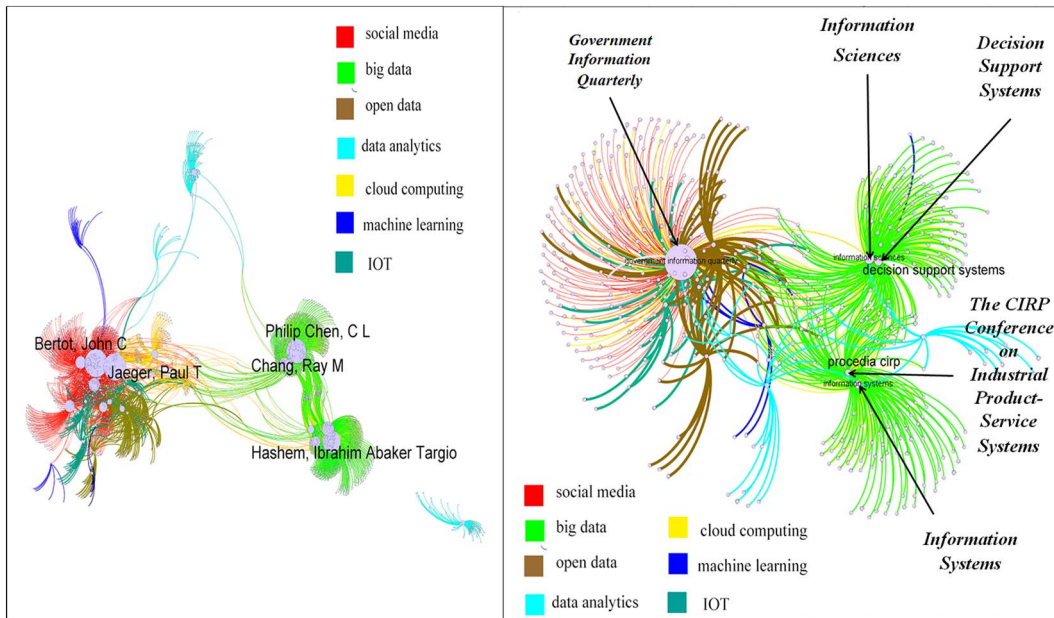 social media
big data
open data
data analytics
cloud computing
machine learning
IOT
Bertot, John C
Jaeger, Paul T
Philip Chen, C L
Chang, Ray M
Hashem, Ibrahim Abaker Targio
Government
Information
Quarterly
Information
Sciences
Decision
Support
Systems
government information quarterly
information sciences
decision support systems
The CIRP
Conference
on
Industrial
Product-
Service
Systems
procedia cirp
information systems
Information
Systems
social media
big data
open data
data analytics
cloud computing
machine learning
IOT